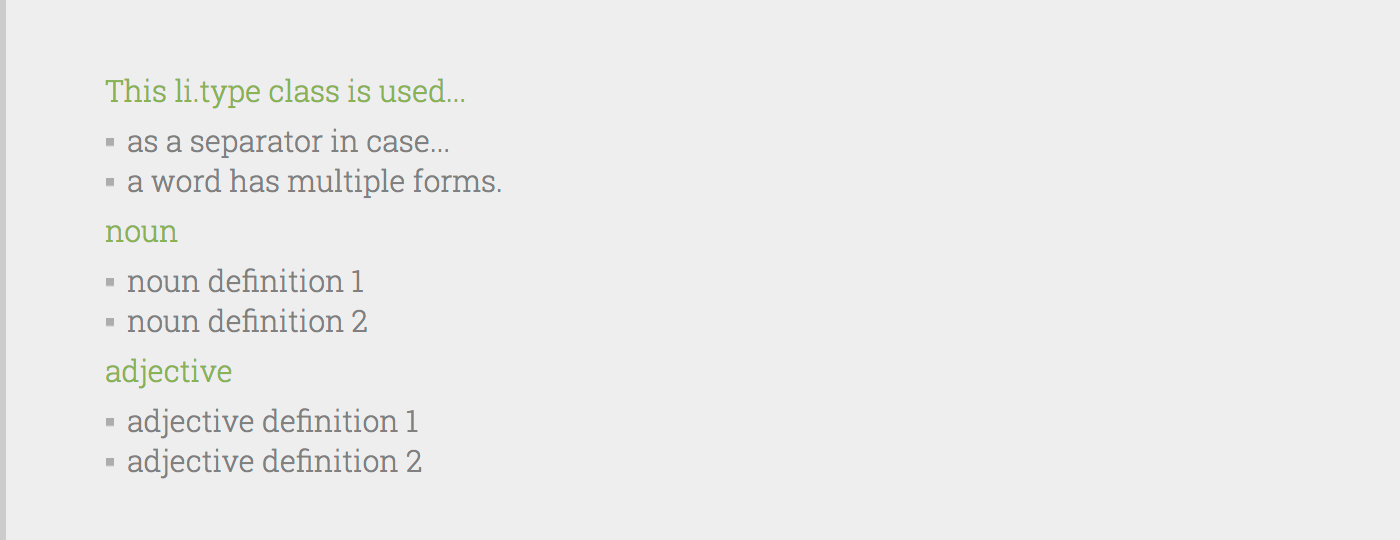 This li.type class is used...
as a separator in case...
a word has multiple forms.
noun
noun definition 1
noun definition 2
adjective
adjective definition 1
adjective definition 2